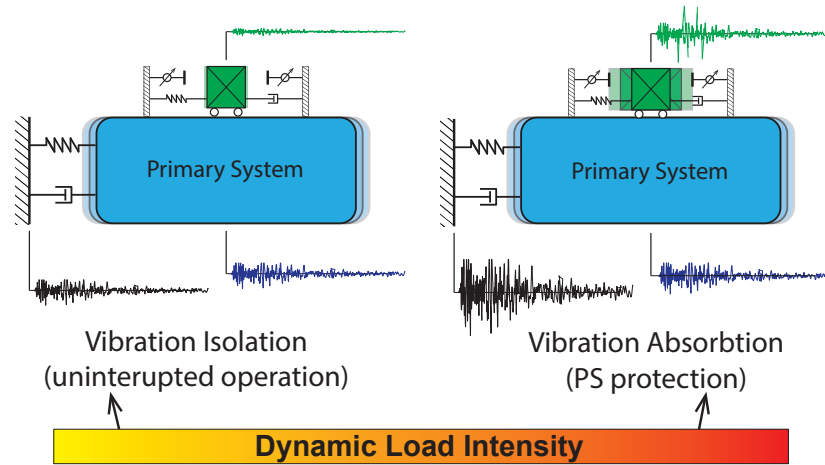 Primary System
Primary System
Vibration Isolation
(uninterupted operation)
Vibration Absorbtion
(PS protection)
Dynamic Load Intensity